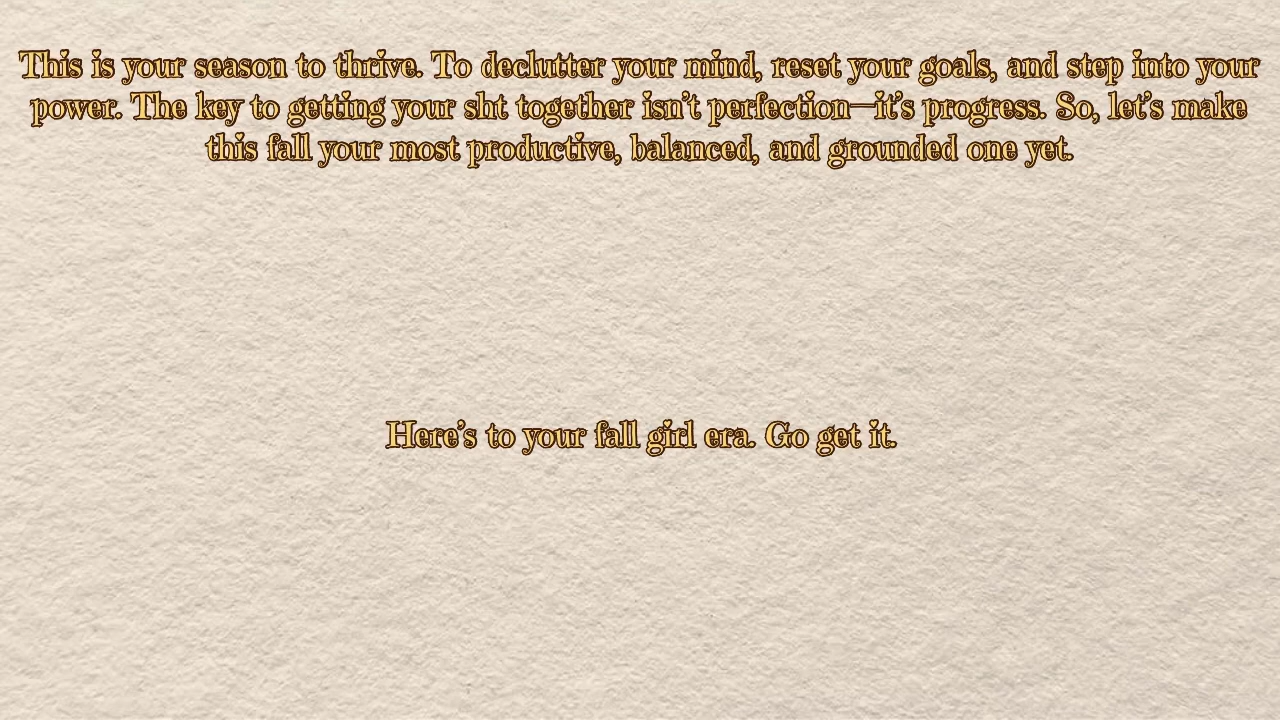 This is your season to thrive. To declutter your mind, reset your goals, and step into your
power. The key to getting your sht together isn't perfection—it's progress. So, let's make
this fall your most productive, balanced, and grounded one yet.
Here's to your fall girl era. Go get it.